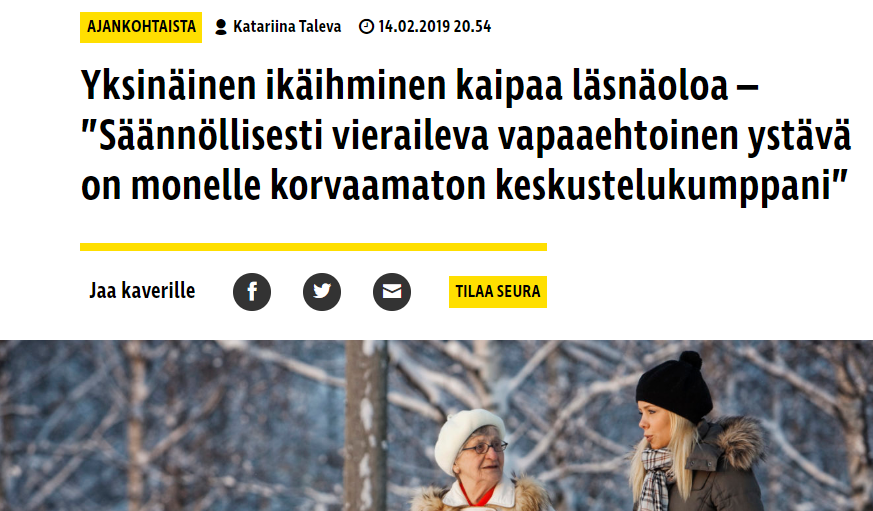 AJANKOHTAISTA Katariina Taleva 14.02.2019 20.54
Yksinäinen ikäihminen kaipaa läsnäoloa –
”Säännöllisesti vieraileva vapaaehtoinen ystävä
on monelle korvaamaton keskustelukumppani”
Jaa kaverille TILAA SEURA